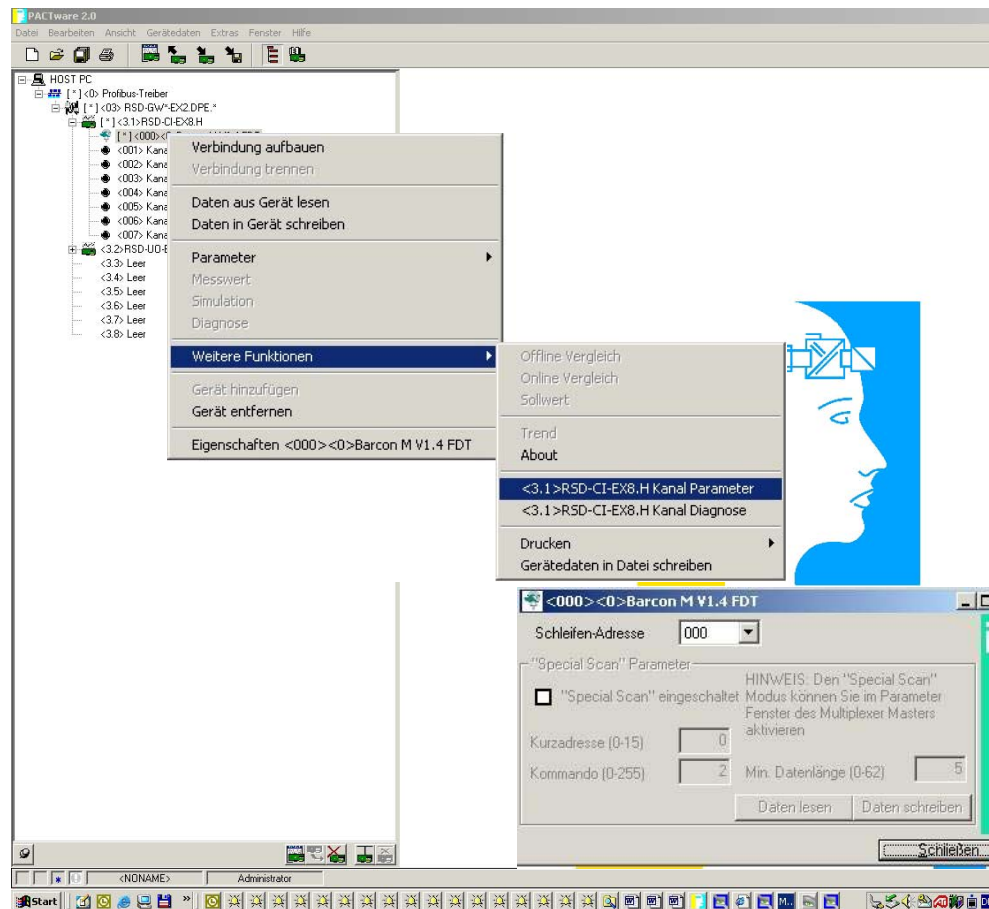 PACTware 2.0
Datei Bearbeiten Ansicht Gerätedaten Extras Fenster Hilfe
HOST PC
[*] <0> Profibus-Treiber
[*] <03> RSD-GW*-EX2.DPE.*
[*] <3.1>RSD-CI-EX8.H
<001> Kana
<002> Kana
<003> Kana
<004> Kana
<005> Kana
<006> Kana
<007> Kana
<3.2>RSD-UO-E
<3.3> Leer
<3.4> Leer
<3.5> Leer
<3.6> Leer
<3.7> Leer
<3.8> Leer
Verbindung aufbauen
Verbindung trennen
Daten aus Gerät lesen
Daten in Gerät schreiben
Parameter
Messwert
Simulation
Diagnose
Weitere Funktionen
Gerät hinzufügen
Gerät entfernen
Eigenschaften <000><0>Barcon M V1.4 FDT
Offline Vergleich
Online Vergleich
Sollwert
Trend
About
<3.1>RSD-CI-EX8.H Kanal Parameter
<3.1>RSD-CI-EX8.H Kanal Diagnose
Drucken
Gerätedaten in Datei schreiben
<000><0>Barcon M V1.4 FDT
Schleifen-Adresse 000
"Special Scan" Parameter
"Special Scan" eingeschaltet
HINWEIS: Den "Special Scan"
Modus können Sie im Parameter
Fenster des Multiplexer Masters
aktivieren
Kurzadresse (0-15) 0
Kommando (0-255) 2 Min. Datenlänge (0-62) 5
Daten lesen Daten schreiben
Schließen
<NONAME> Administrator
Start